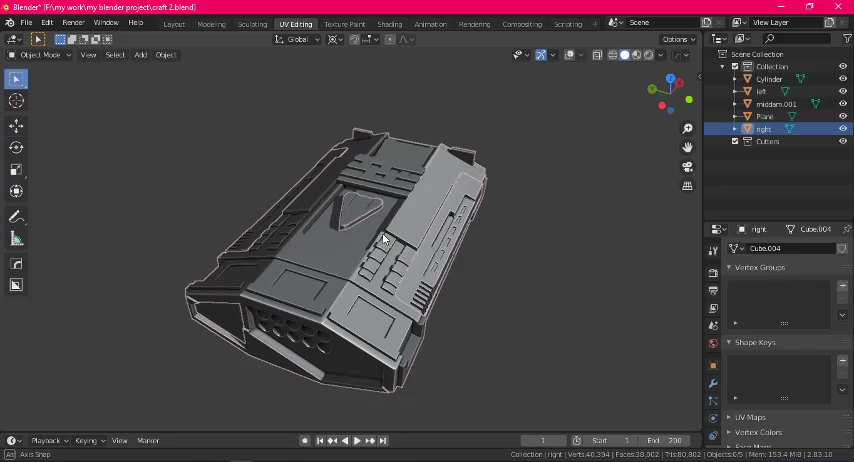 Blender* [F:\my work\my blender project\craft 2.blend]
File Edit Render Window Help Layout Modeling Sculpting UV Editing Texture Paint Shading Animation Rendering Compositing Scripting + Scene View Layer
Global Options
Object Mode View Select Add Object
Scene Collection
Collection
Cylinder
left
middam.001
Plane
right
Cutters
right Cube.004
Cube.004
Vertex Groups
Shape Keys
UV Maps
Vertex Colors
Face Maps
Playback Keying View Marker 1 Start 1 End 200
Axis Snap Collection | right | Verts:40,394 | Faces:38,002 | Tris:80,802 | Objects:0/5 | Mem: 153.4 MiB | 2.83.10